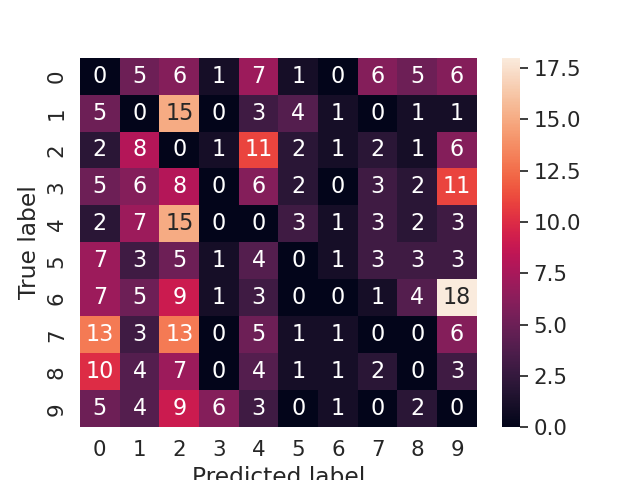 0 0 5 6 1 7 1 0 6 5 6
1 5 0 15 0 3 4 1 0 1 1
2 2 8 0 1 11 2 1 2 1 6
3 5 6 8 0 6 2 0 3 2 11
4 2 7 15 0 0 3 1 3 2 3
5 7 3 5 1 4 0 1 3 3 3
6 7 5 9 1 3 0 0 1 4 18
7 13 3 13 0 5 1 1 0 0 6
8 10 4 7 0 4 1 1 2 0 3
9 5 4 9 6 3 0 1 0 2 0
0 1 2 3 4 5 6 7 8 9
True label
Predicted label
17.5
15.0
12.5
10.0
7.5
5.0
2.5
0.0